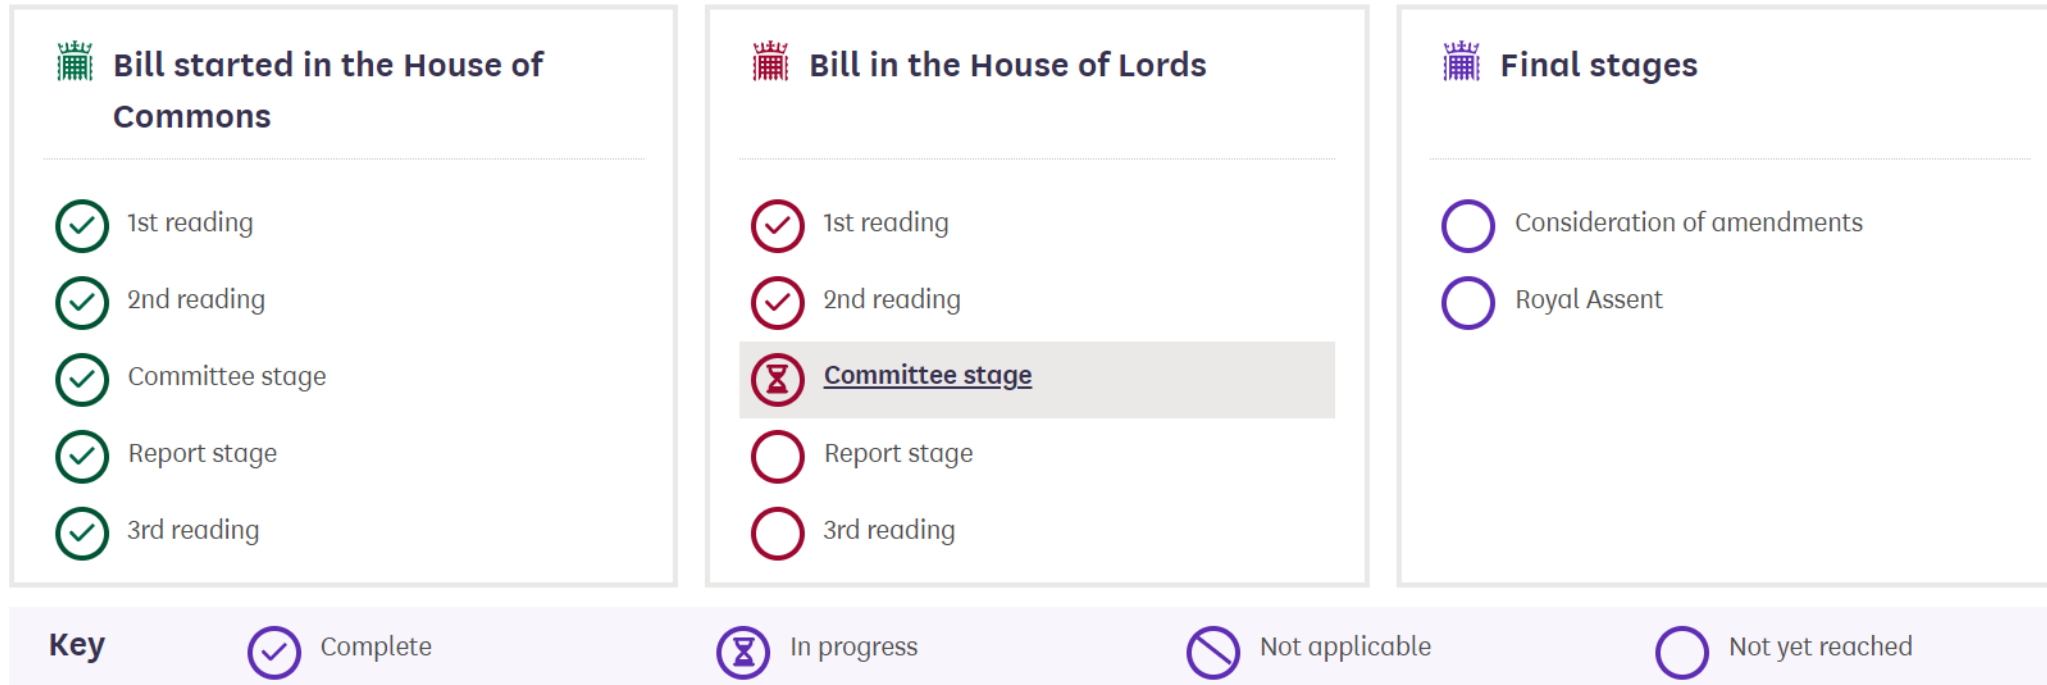 Bill started in the House of
Commons
1st reading
2nd reading
Committee stage
Report stage
3rd reading
Bill in the House of Lords
1st reading
2nd reading
Committee stage
Report stage
3rd reading
Final stages
Consideration of amendments
Royal Assent
Key
Complete
In progress
Not applicable
Not yet reached